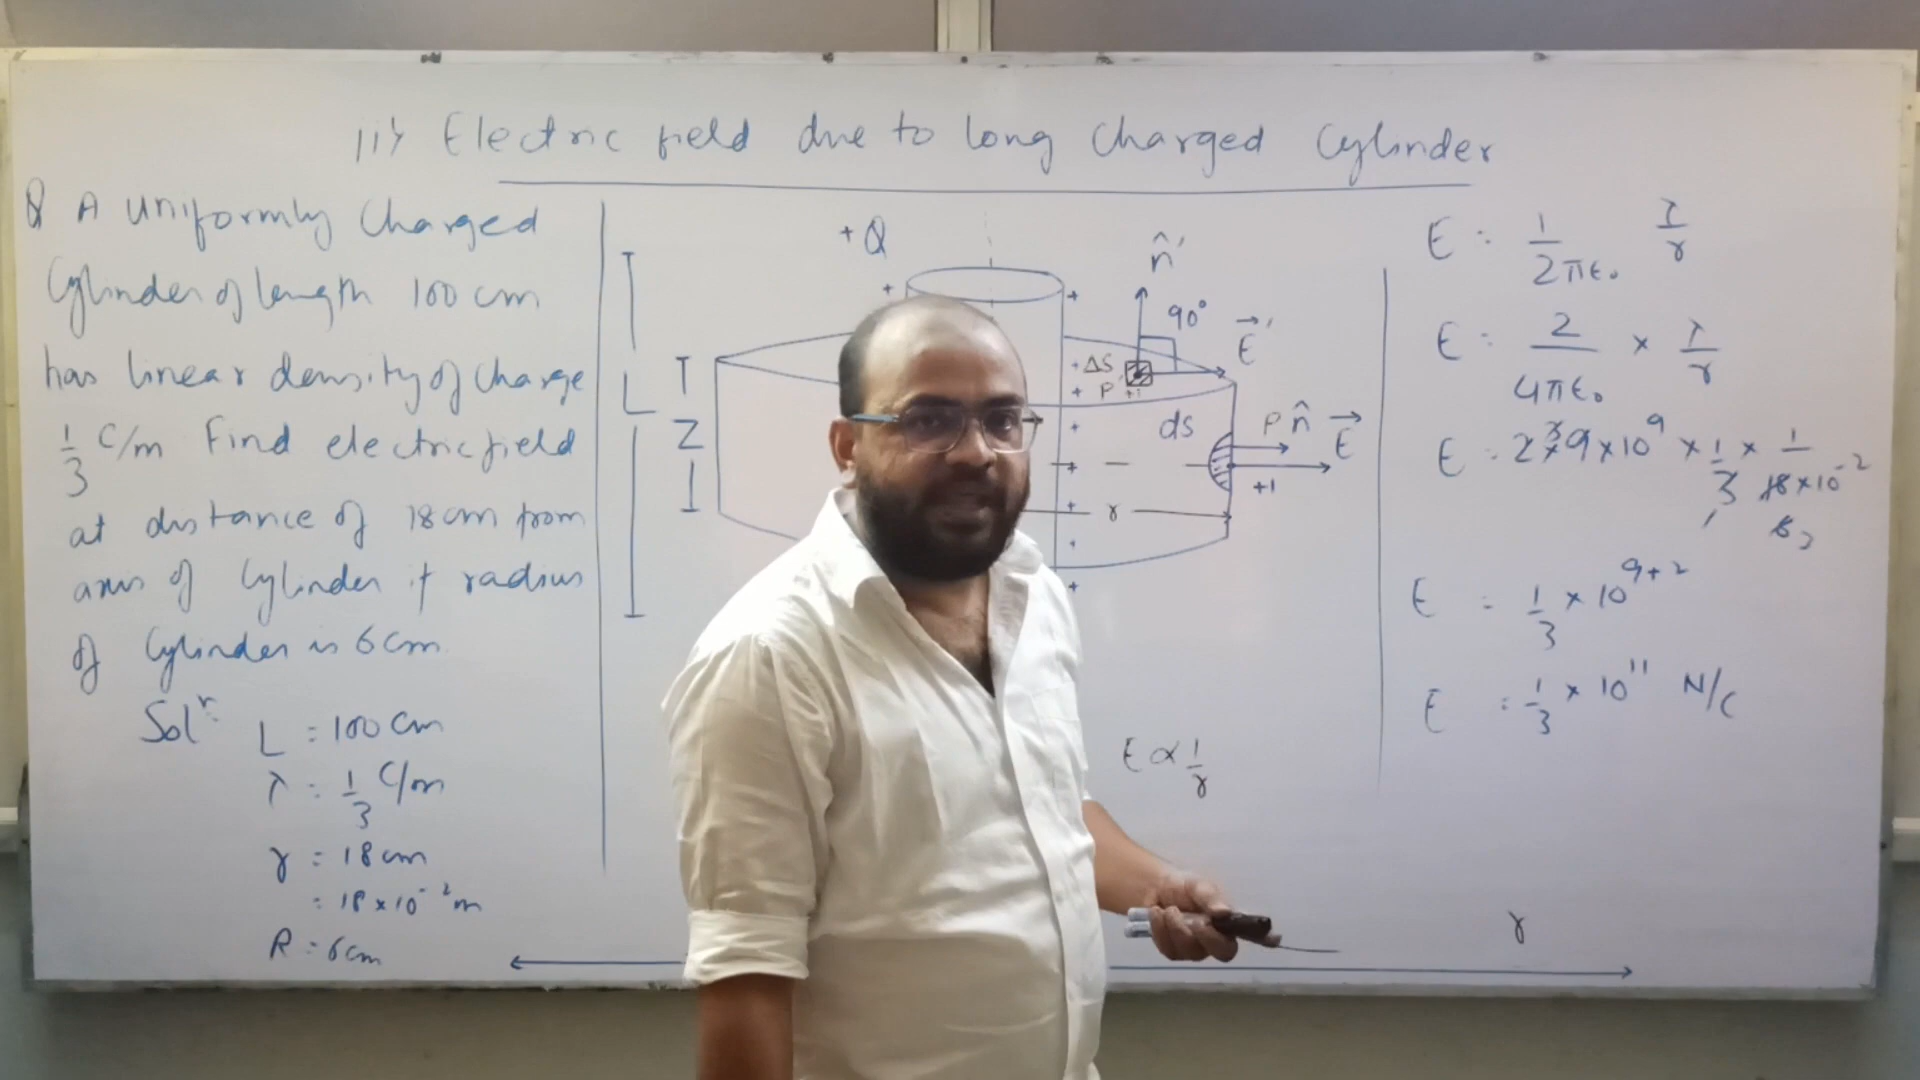 iii) Electric field due to long charged cylinder
Q A uniformly charged
cylinder of length 100 cm
has linear density of charge
1/3 C/m Find electric field
at distance of 18 cm from
axis of cylinder if radius
of cylinder is 6 cm.
Solⁿ:
L = 100 cm
λ = 1/3 C/m
r = 18 cm
= 18 × 10⁻² m
R = 6 cm
+Q
L
+
+
n̂'
90°
E⃗'
+ ΔS
+ P' +1
+
dS
P n̂ E⃗
+
+1
+
r
+
+
E ∝ 1/r
E = 1/2πε₀ λ/r
E = 2/4πε₀ × λ/r
E = 2 × 9 × 10⁹ × 1/3 × 1/18 × 10⁻²
E = 1/3 × 10⁹⁺²
E = 1/3 × 10¹¹ N/C
r